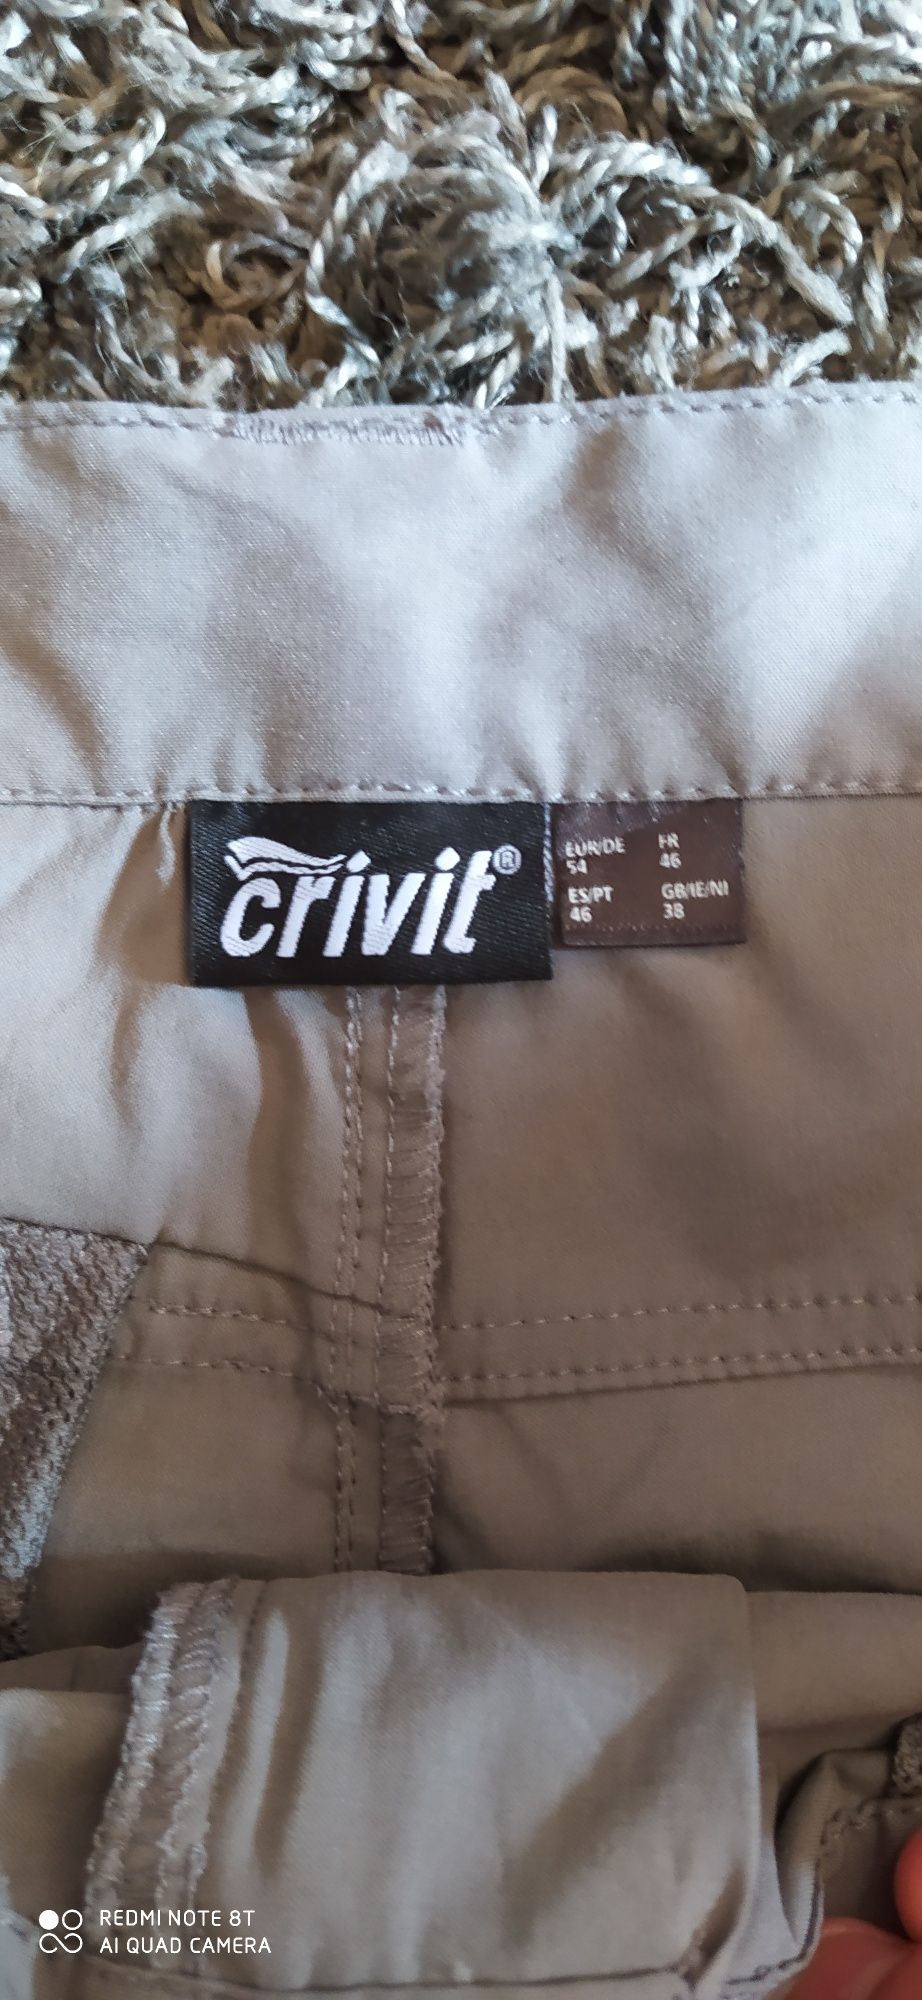 crivit®
EUR/DE FR
54 46
ES/PT GB/IE/NI
46 38
REDMI NOTE 8T
AI QUAD CAMERA